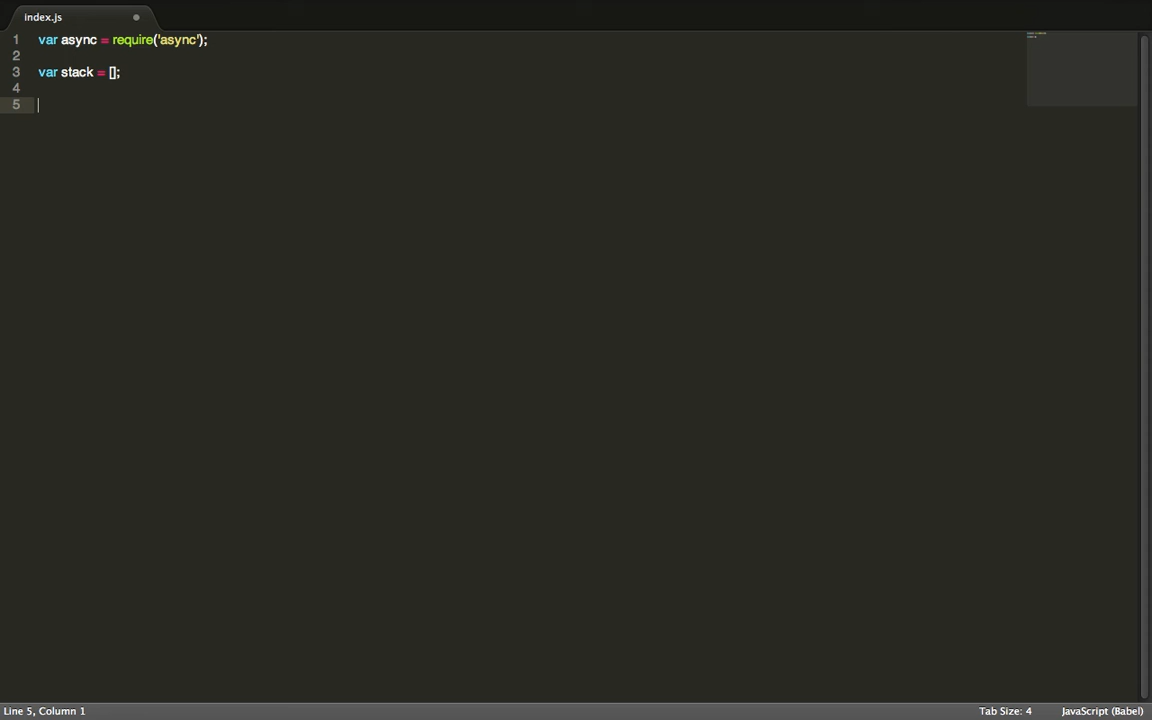 index.js
1 var async = require('async');
2
3 var stack = [];
4
5
Line 5, Column 1 Tab Size: 4 JavaScript (Babel)